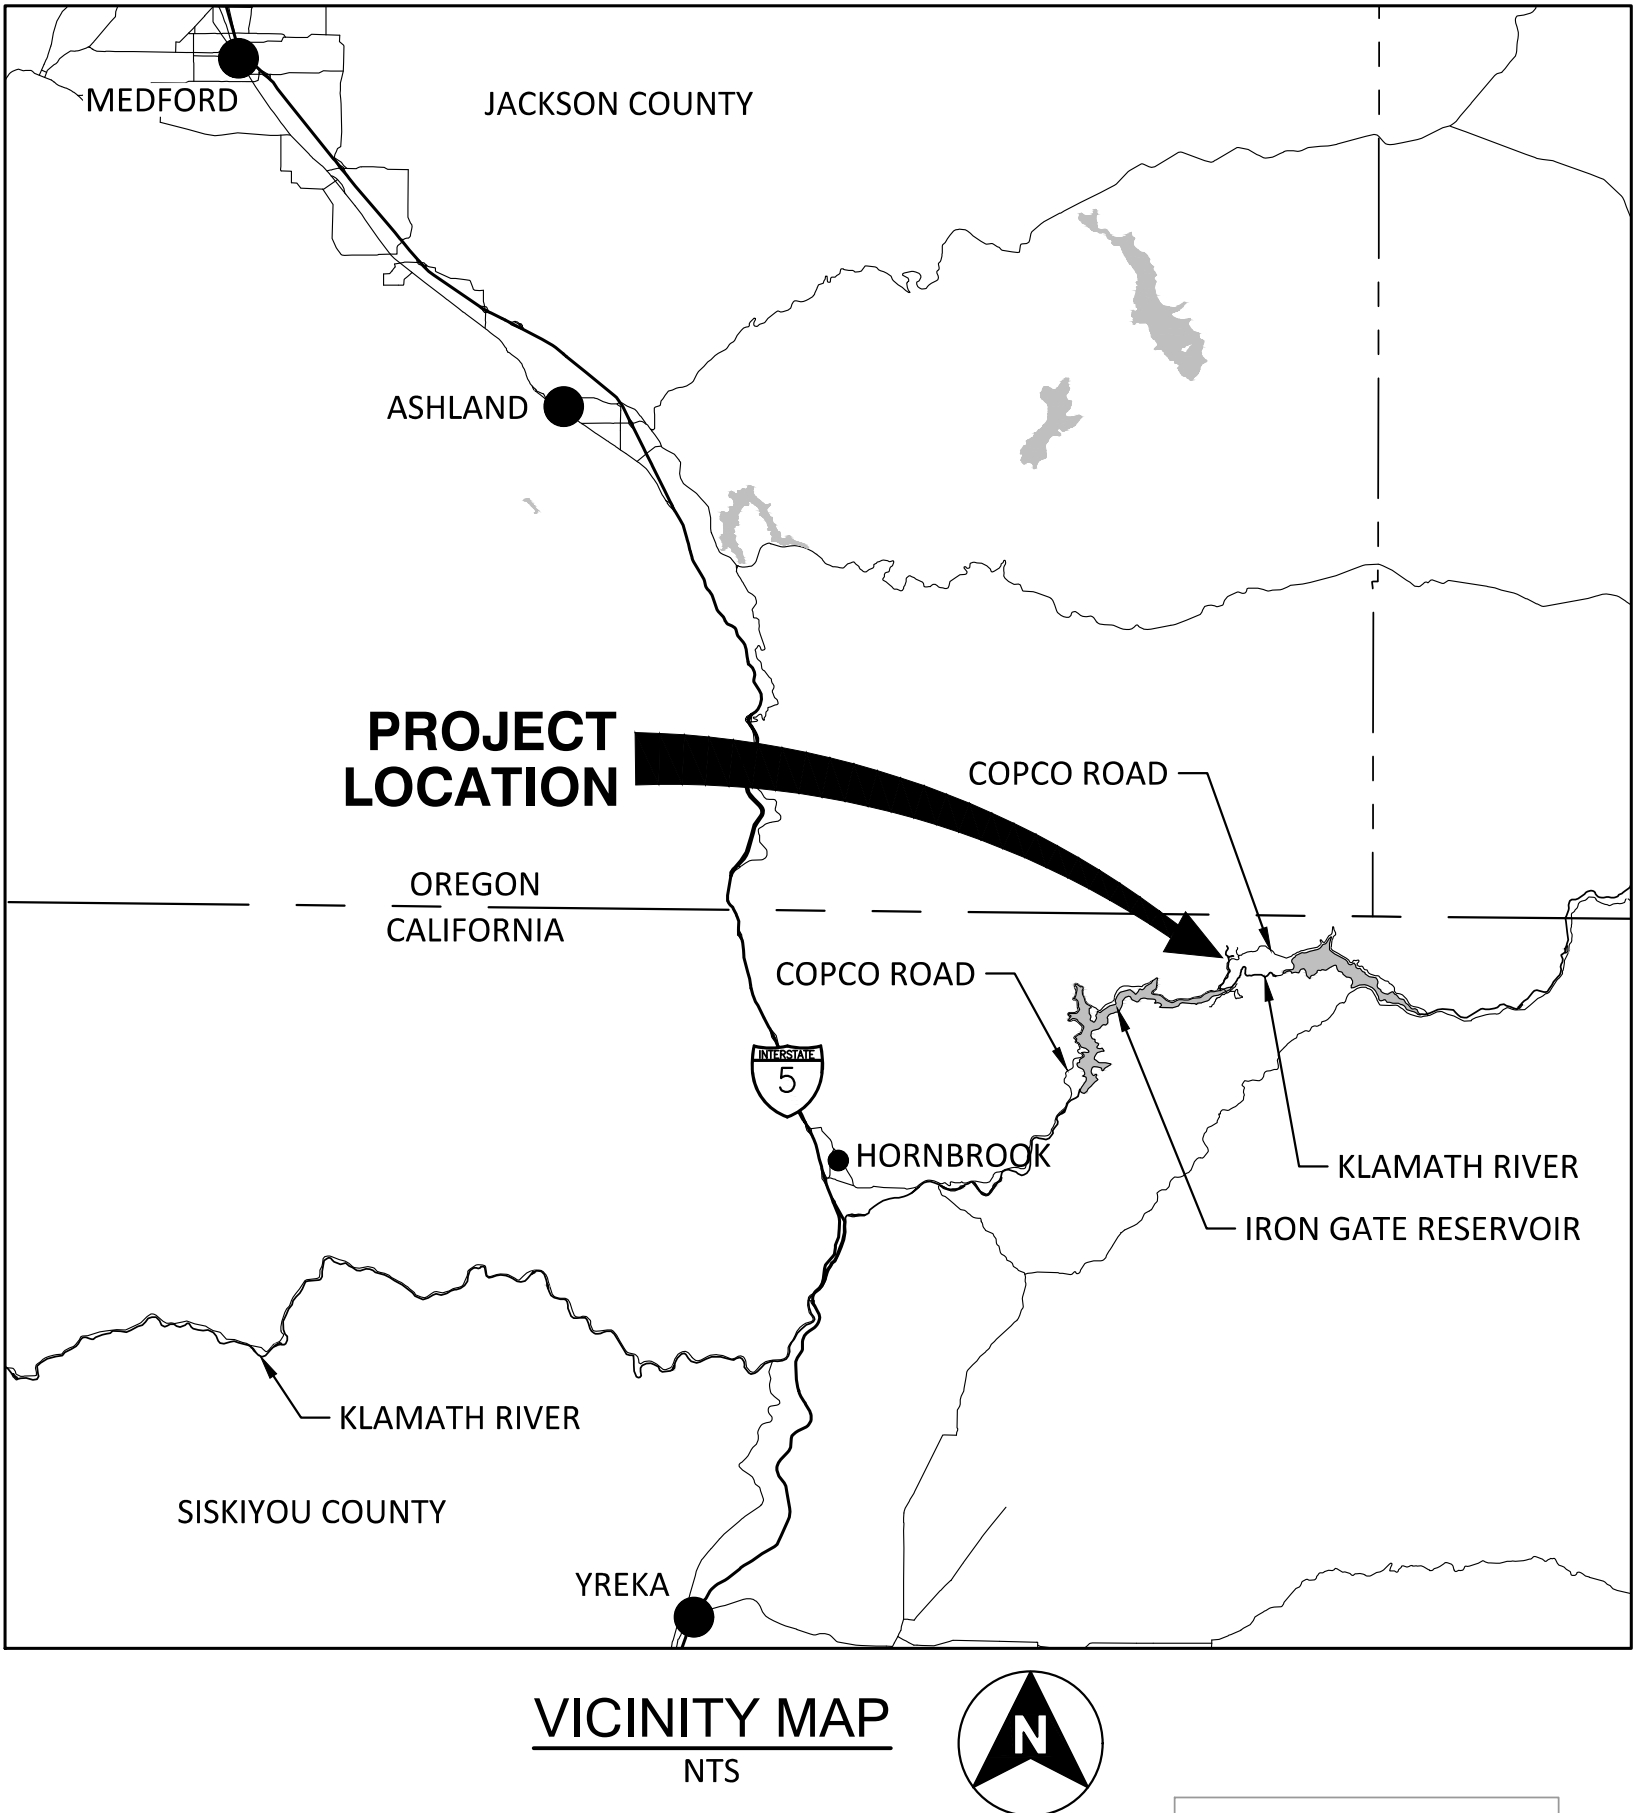 MEDFORD
JACKSON COUNTY
ASHLAND
PROJECT
LOCATION
COPCO ROAD
OREGON
CALIFORNIA
COPCO ROAD
INTERSTATE
5
HORNBROOK
KLAMATH RIVER
IRON GATE RESERVOIR
KLAMATH RIVER
SISKIYOU COUNTY
YREKA
VICINITY MAP
NTS
N